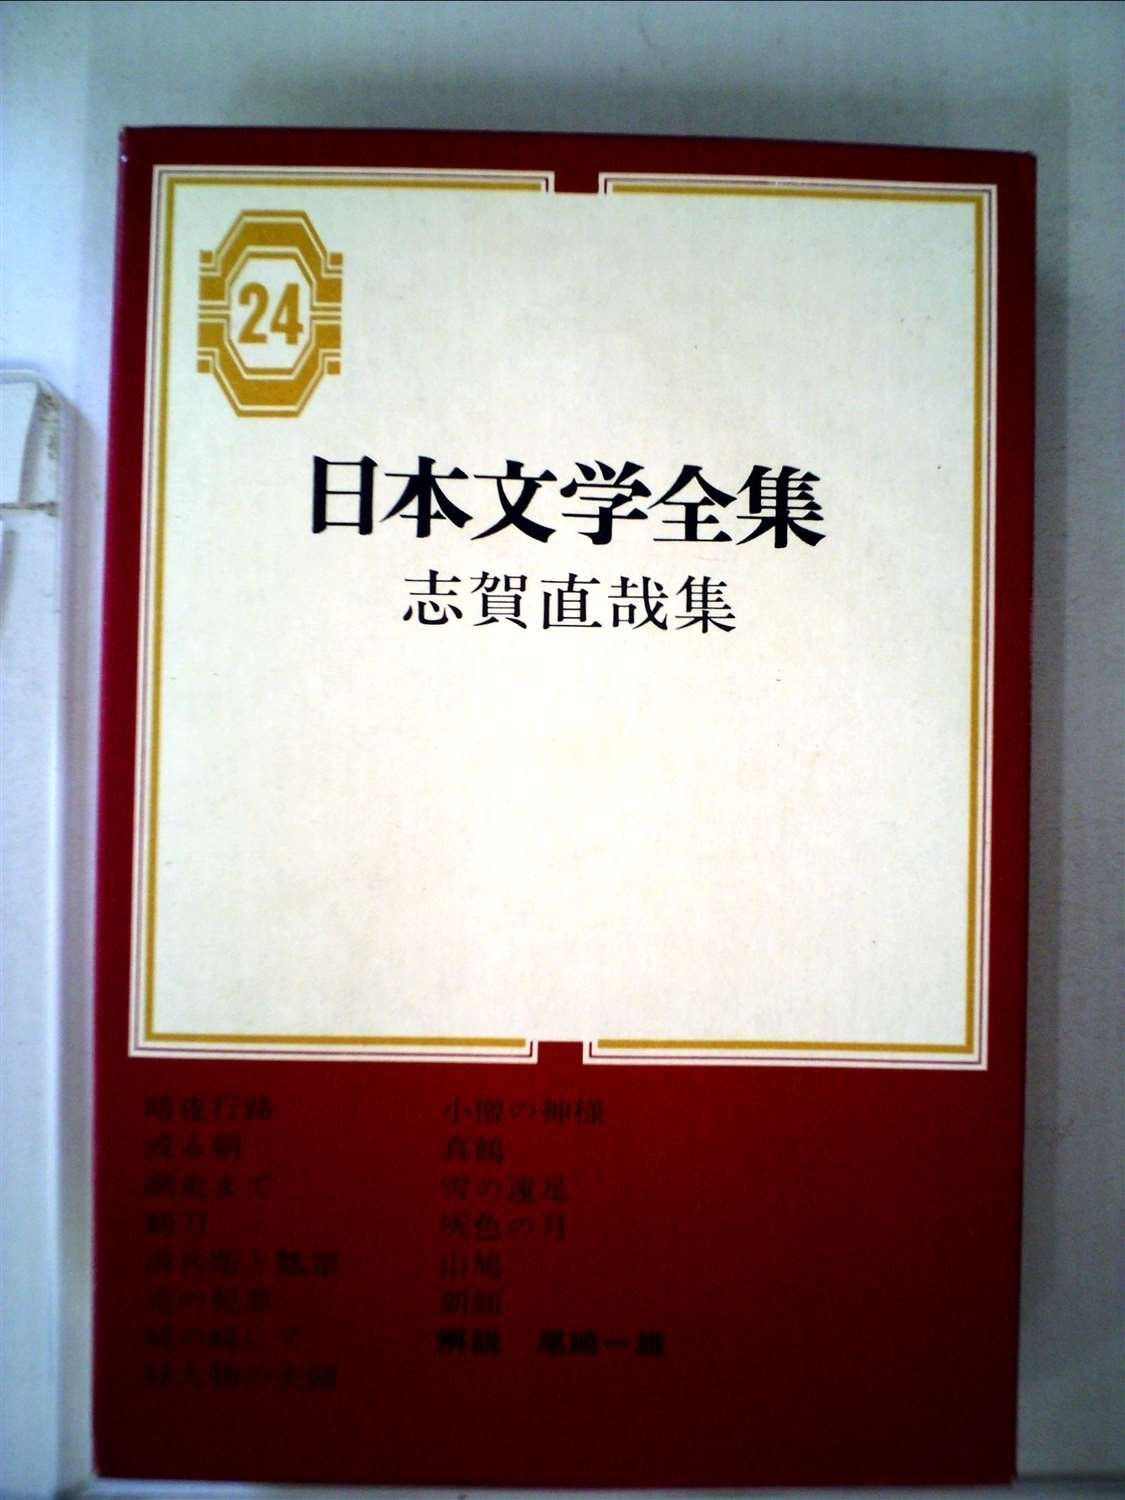 24
日本文学全集
志賀直哉集
暗夜行路
或る朝
網走まで
剃刀
清兵衛と瓢箪
范の犯罪
城の崎にて
好人物の夫婦
小僧の神様
真鶴
雪の遠足
灰色の月
山鳩
朝顔
解説 尾崎一雄